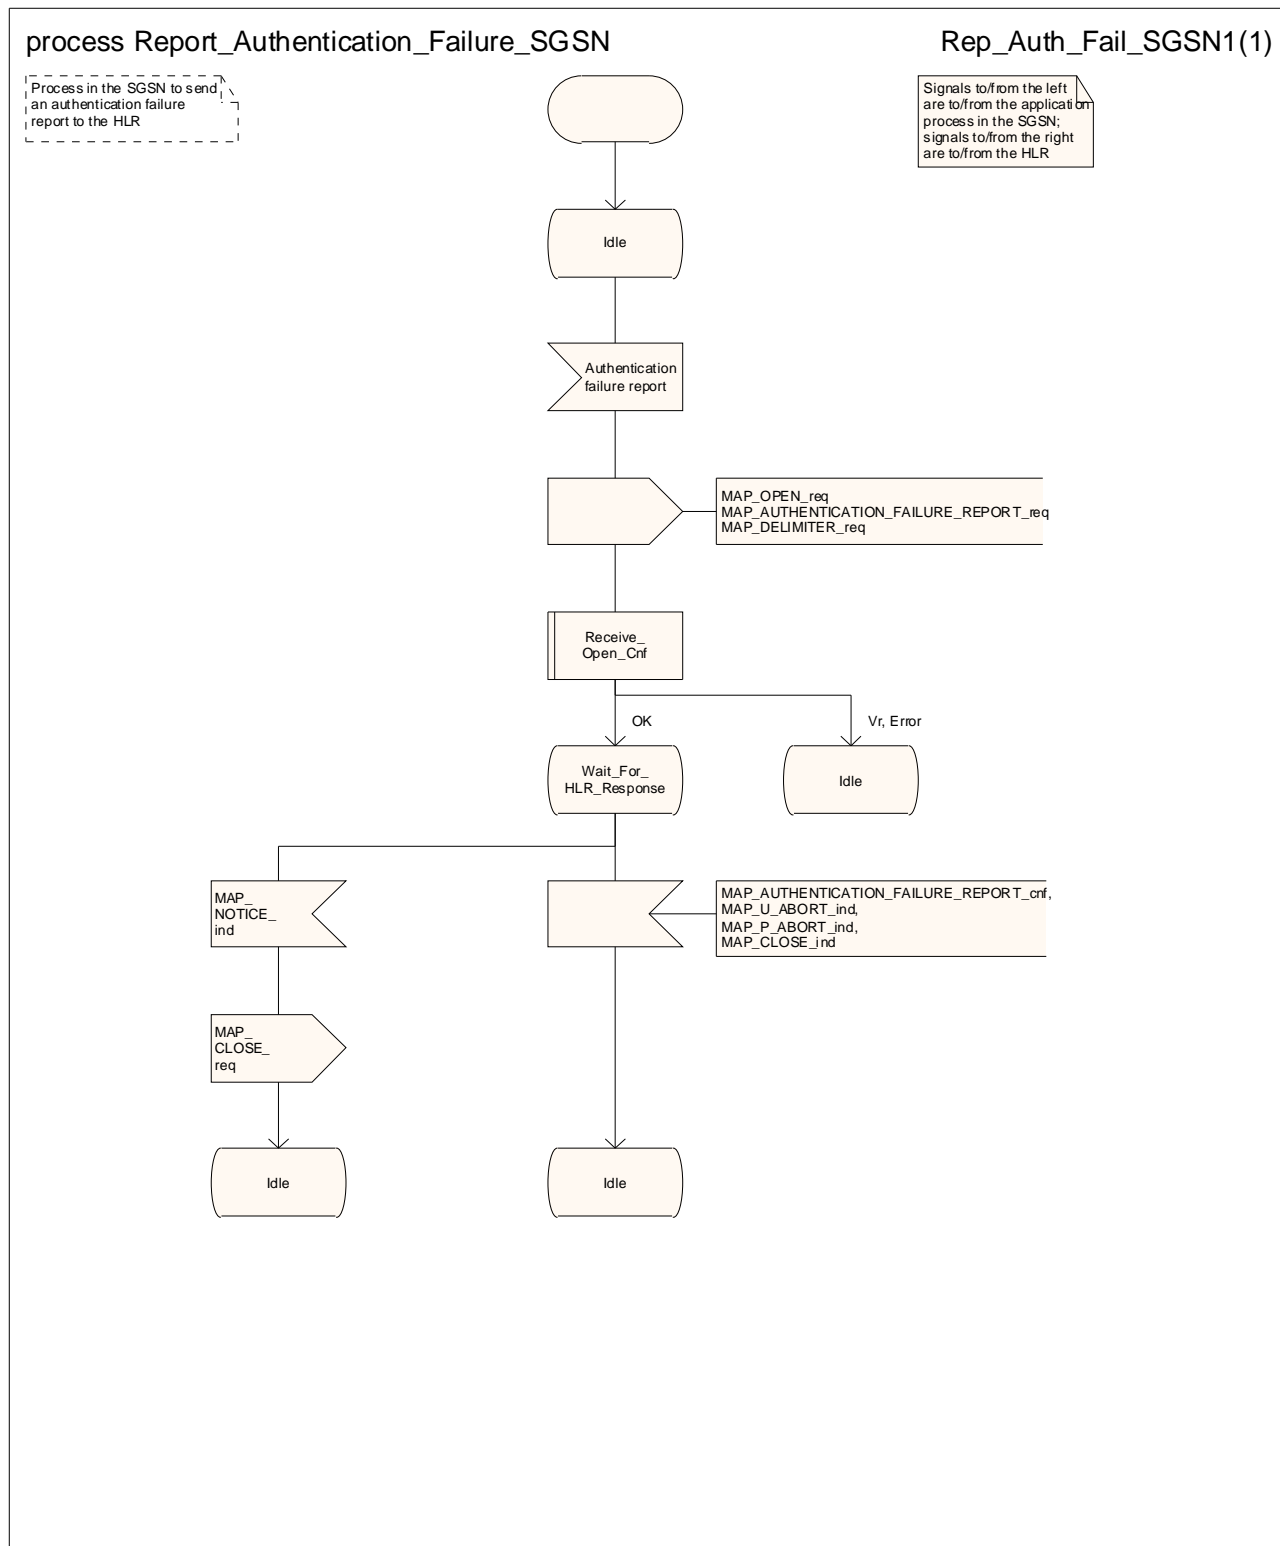 process Report_Authentication_Failure_SGSN
Rep_Auth_Fail_SGSN1(1)
Process in the SGSN to send
an authentication failure
report to the HLR
Signals to/from the left
are to/from the application
process in the SGSN;
signals to/from the right
are to/from the HLR
Idle
Authentication
failure report
MAP_OPEN_req
MAP_AUTHENTICATION_FAILURE_REPORT_req
MAP_DELIMITER_req
Receive_
Open_Cnf
OK
Vr, Error
Wait_For_
HLR_Response
Idle
MAP_
NOTICE_
ind
MAP_AUTHENTICATION_FAILURE_REPORT_cnf,
MAP_U_ABORT_ind,
MAP_P_ABORT_ind,
MAP_CLOSE_ind
MAP_
CLOSE_
req
Idle
Idle